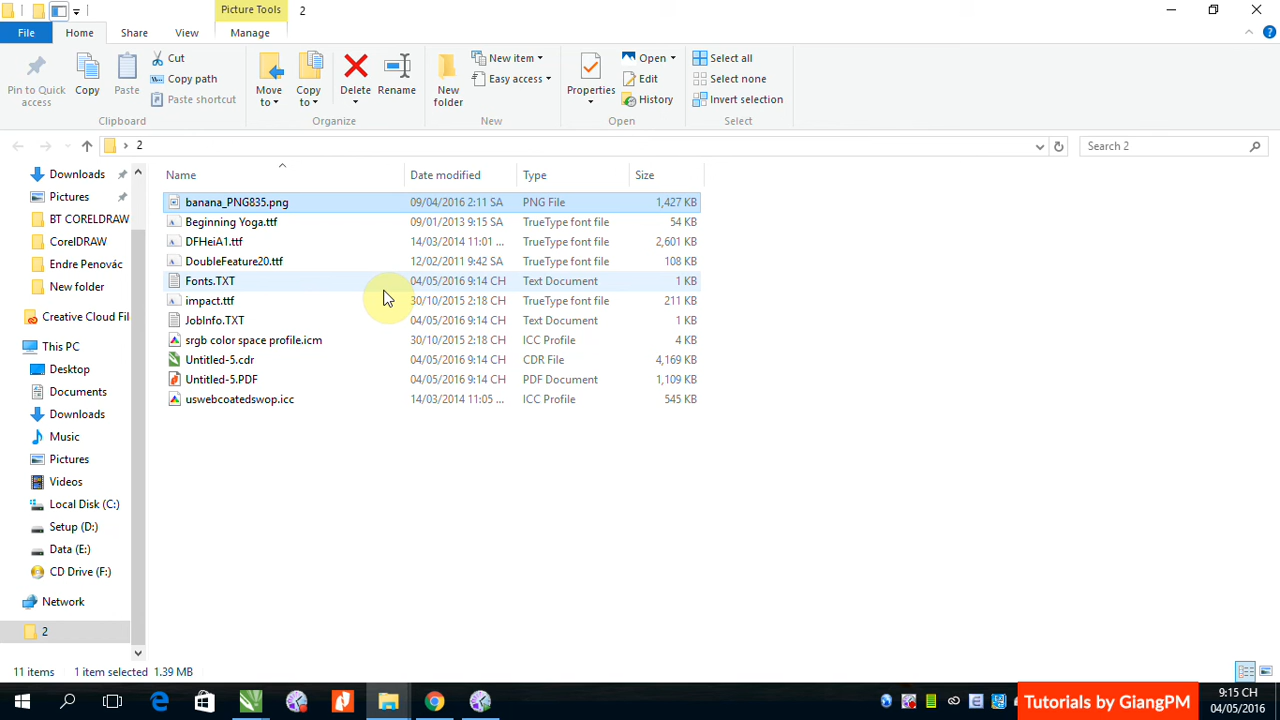 Picture Tools 2
File Home Share View Manage
Pin to Quick access
Copy
Paste
Cut
Copy path
Paste shortcut
Clipboard
Move to
Copy to
Delete
Rename
Organize
New folder
New item
Easy access
New
Properties
Open
Edit
History
Open
Select all
Select none
Invert selection
Select
2
Search 2
Downloads
Pictures
BT CORELDRAW
CorelDRAW
Endre Penovác
New folder
Creative Cloud Fil
This PC
Desktop
Documents
Downloads
Music
Pictures
Videos
Local Disk (C:)
Setup (D:)
Data (E:)
CD Drive (F:)
Network
2
Name Date modified Type Size
banana_PNG835.png 09/04/2016 2:11 SA PNG File 1,427 KB
Beginning Yoga.ttf 09/01/2013 9:15 SA TrueType font file 54 KB
DFHeiA1.ttf 14/03/2014 11:01 ... TrueType font file 2,601 KB
DoubleFeature20.ttf 12/02/2011 9:42 SA TrueType font file 108 KB
Fonts.TXT 04/05/2016 9:14 CH Text Document 1 KB
impact.ttf 30/10/2015 2:18 CH TrueType font file 211 KB
JobInfo.TXT 04/05/2016 9:14 CH Text Document 1 KB
srgb color space profile.icm 30/10/2015 2:18 CH ICC Profile 4 KB
Untitled-5.cdr 04/05/2016 9:14 CH CDR File 4,169 KB
Untitled-5.PDF 04/05/2016 9:14 CH PDF Document 1,109 KB
uswebcoatedswop.icc 14/03/2014 11:05 ... ICC Profile 545 KB
11 items 1 item selected 1.39 MB
Tutorials by GiangPM
9:15 CH
04/05/2016